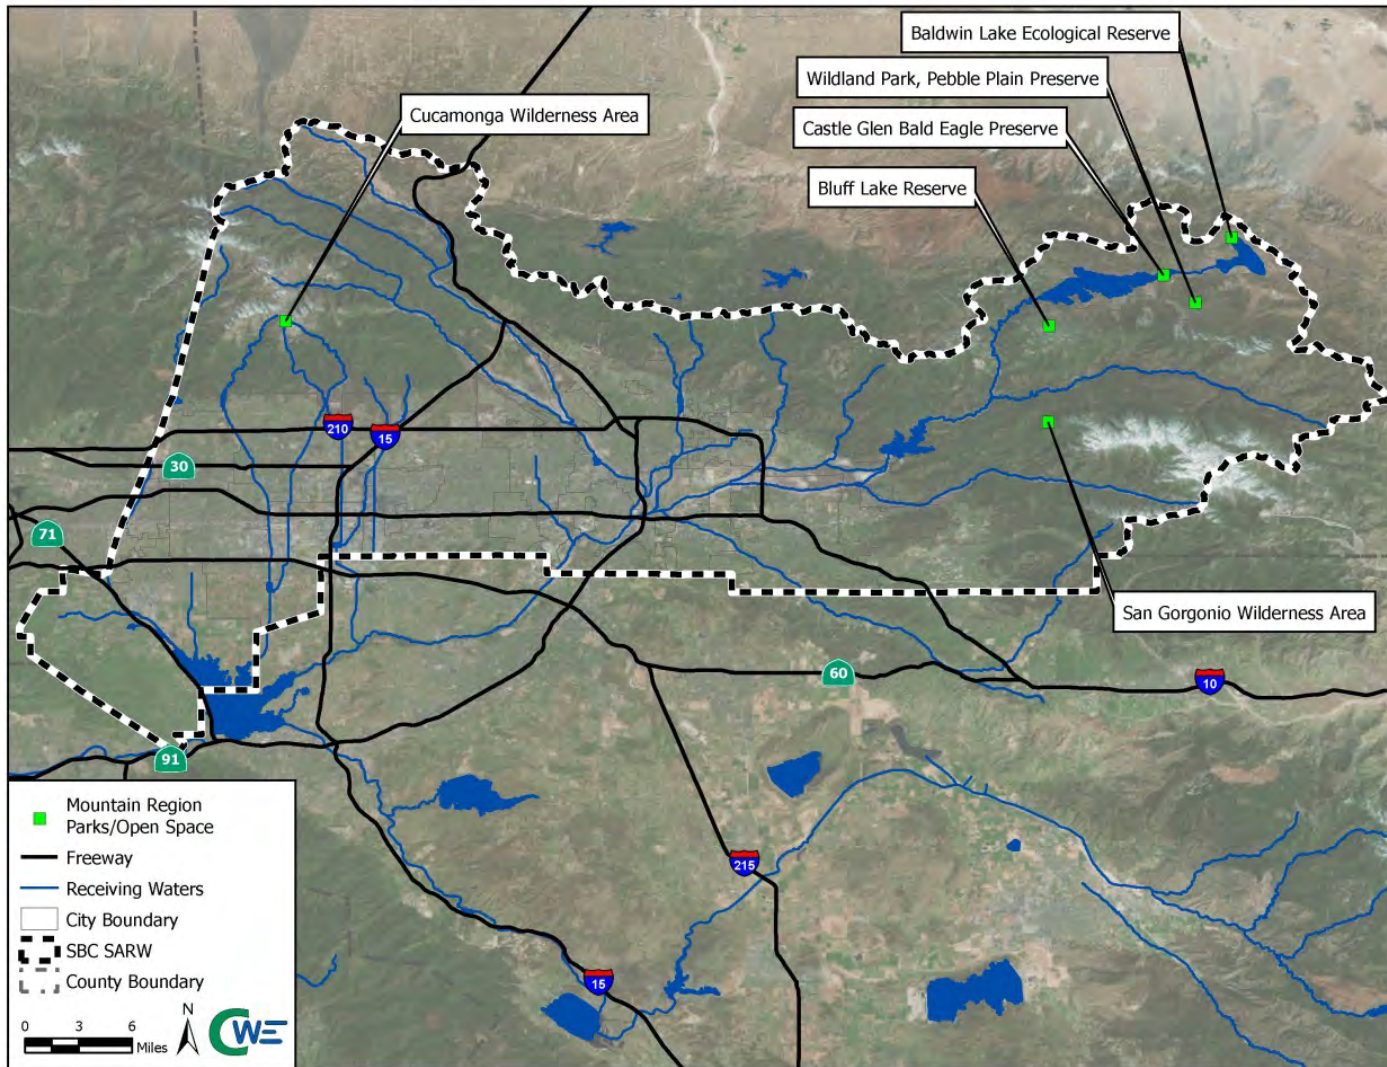 Baldwin Lake Ecological Reserve
Wildland Park, Pebble Plain Preserve
Cucamonga Wilderness Area
Castle Glen Bald Eagle Preserve
Bluff Lake Reserve
210
15
30
71
San Gorgonio Wilderness Area
60
10
91
215
15
Mountain Region
Parks/Open Space
Freeway
Receiving Waters
City Boundary
SBC SARW
County Boundary
N
0 3 6
Miles
CWE